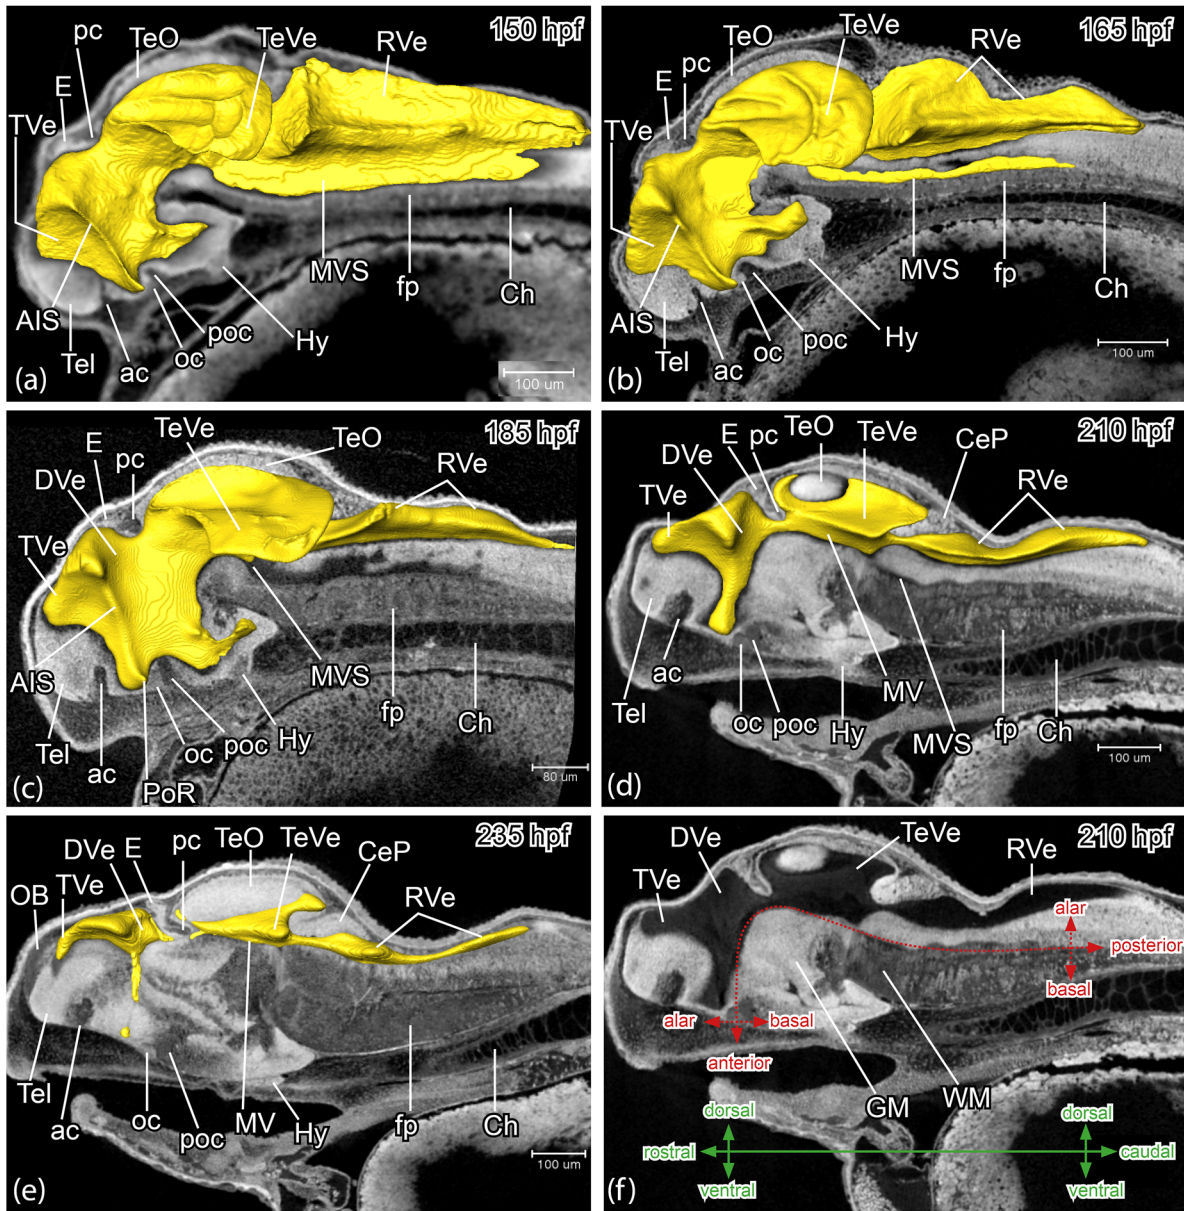 150 hpf
pc
TeO
TeVe
RVe
E
TVe
AIS
Tel
ac
oc
poc
Hy
MVS
fp
Ch
100 um
(a)
165 hpf
TeO
TeVe
RVe
pc
E
TVe
AIS
Tel
ac
oc
poc
Hy
MVS
fp
Ch
100 um
(b)
185 hpf
TeVe
TeO
E
pc
DVe
RVe
TVe
AIS
Tel
ac
PoR
oc
poc
Hy
MVS
fp
Ch
80 um
(c)
210 hpf
TeO
E
pc
TeVe
CeP
DVe
TVe
RVe
Tel
ac
oc
poc
Hy
MV
MVS
fp
Ch
100 um
(d)
235 hpf
TeO
TeVe
pc
E
DVe
CeP
TVe
OB
RVe
Tel
ac
oc
poc
MV
Hy
fp
Ch
100 um
(e)
210 hpf
DVe
TeVe
RVe
TVe
alar
posterior
basal
alar
basal
anterior
GM
WM
dorsal
dorsal
rostral
caudal
ventral
ventral
(f)